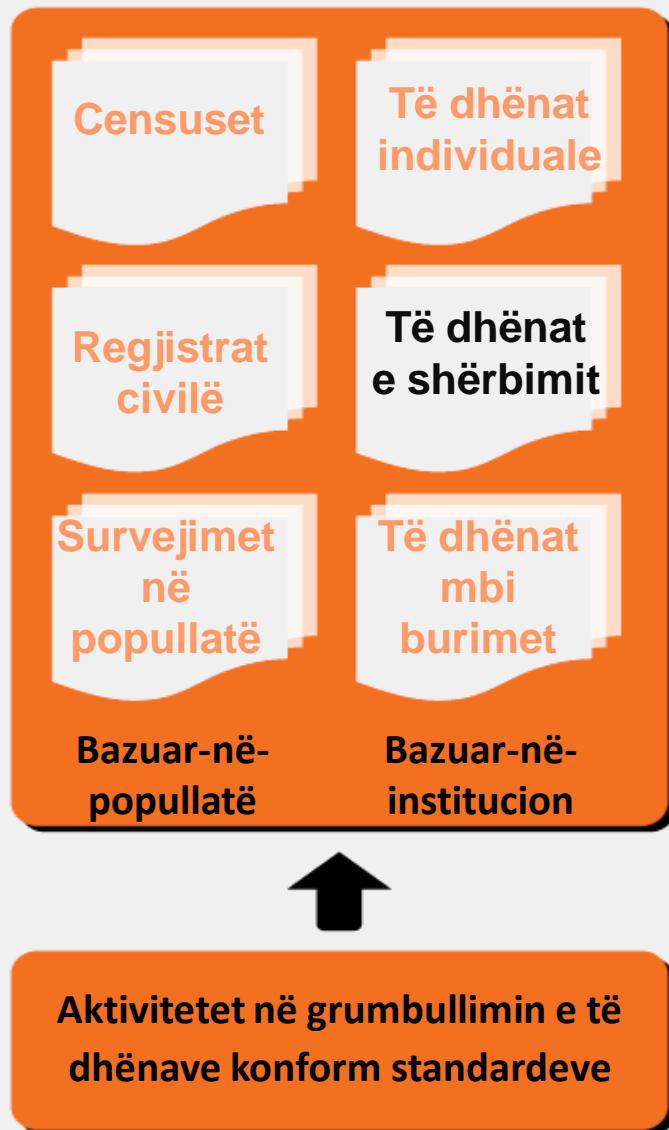 Censuset
Të dhënat
individuale
Regjistrat
civilë
Të dhënat
e shërbimit
Survejimet
në
popullatë
Të dhënat
mbi
burimet
Bazuar-në-
popullatë
Bazuar-në-
institucion
Aktivitetet në grumbullimin e të
dhënave konform standardeve